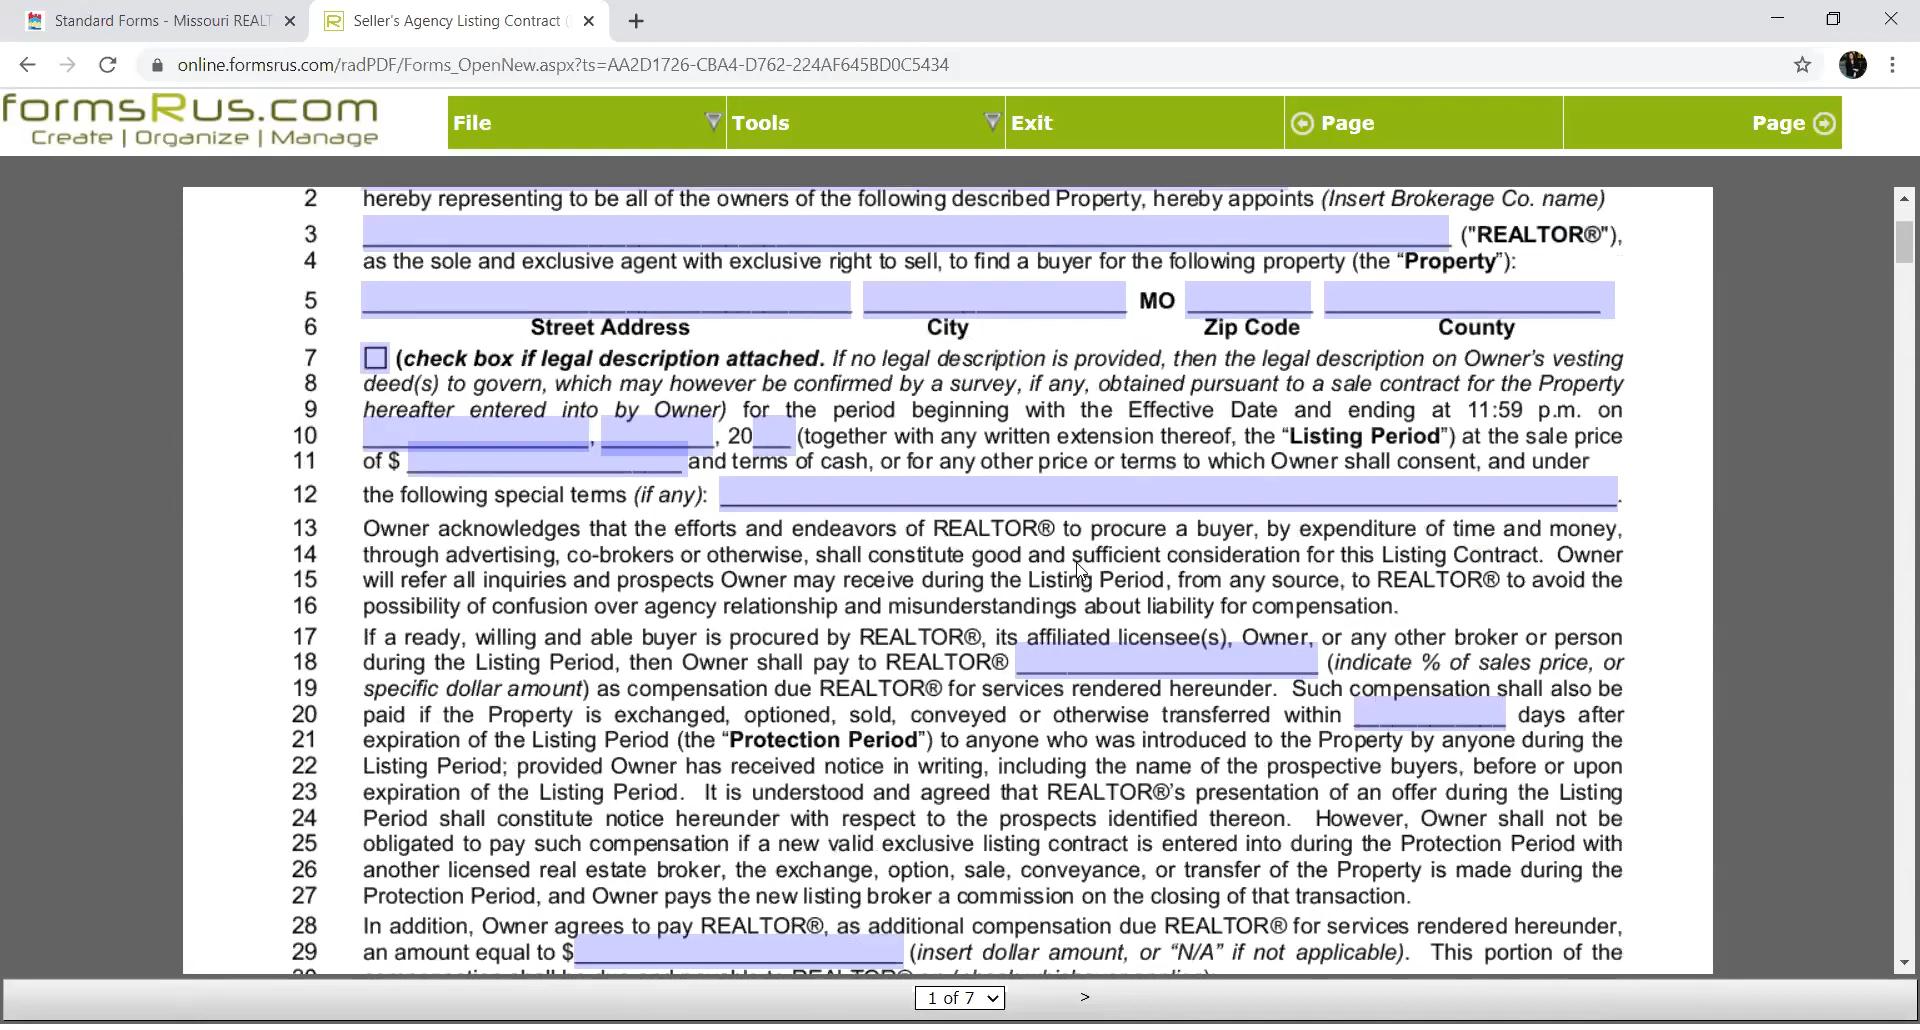 Standard Forms - Missouri REALT
Seller's Agency Listing Contract (
online.formsrus.com/radPDF/Forms_OpenNew.aspx?ts=AA2D1726-CBA4-D762-224AF645BD0C5434
formsRus.com
Create | Organize | Manage
File Tools Exit Page Page
2 hereby representing to be all of the owners of the following described Property, hereby appoints (Insert Brokerage Co. name)
3 ("REALTOR®"),
4 as the sole and exclusive agent with exclusive right to sell, to find a buyer for the following property (the “Property”):
5 MO
6 Street Address City Zip Code County
7 (check box if legal description attached. If no legal description is provided, then the legal description on Owner’s vesting
8 deed(s) to govern, which may however be confirmed by a survey, if any, obtained pursuant to a sale contract for the Property
9 hereafter entered into by Owner) for the period beginning with the Effective Date and ending at 11:59 p.m. on
10 , , 20 (together with any written extension thereof, the “Listing Period”) at the sale price
11 of $ and terms of cash, or for any other price or terms to which Owner shall consent, and under
12 the following special terms (if any): .
13 Owner acknowledges that the efforts and endeavors of REALTOR® to procure a buyer, by expenditure of time and money,
14 through advertising, co-brokers or otherwise, shall constitute good and sufficient consideration for this Listing Contract. Owner
15 will refer all inquiries and prospects Owner may receive during the Listing Period, from any source, to REALTOR® to avoid the
16 possibility of confusion over agency relationship and misunderstandings about liability for compensation.
17 If a ready, willing and able buyer is procured by REALTOR®, its affiliated licensee(s), Owner, or any other broker or person
18 during the Listing Period, then Owner shall pay to REALTOR® (indicate % of sales price, or
19 specific dollar amount) as compensation due REALTOR® for services rendered hereunder. Such compensation shall also be
20 paid if the Property is exchanged, optioned, sold, conveyed or otherwise transferred within days after
21 expiration of the Listing Period (the “Protection Period”) to anyone who was introduced to the Property by anyone during the
22 Listing Period; provided Owner has received notice in writing, including the name of the prospective buyers, before or upon
23 expiration of the Listing Period. It is understood and agreed that REALTOR®’s presentation of an offer during the Listing
24 Period shall constitute notice hereunder with respect to the prospects identified thereon. However, Owner shall not be
25 obligated to pay such compensation if a new valid exclusive listing contract is entered into during the Protection Period with
26 another licensed real estate broker, the exchange, option, sale, conveyance, or transfer of the Property is made during the
27 Protection Period, and Owner pays the new listing broker a commission on the closing of that transaction.
28 In addition, Owner agrees to pay REALTOR®, as additional compensation due REALTOR® for services rendered hereunder,
29 an amount equal to $ (insert dollar amount, or “N/A” if not applicable). This portion of the
1 of 7 >